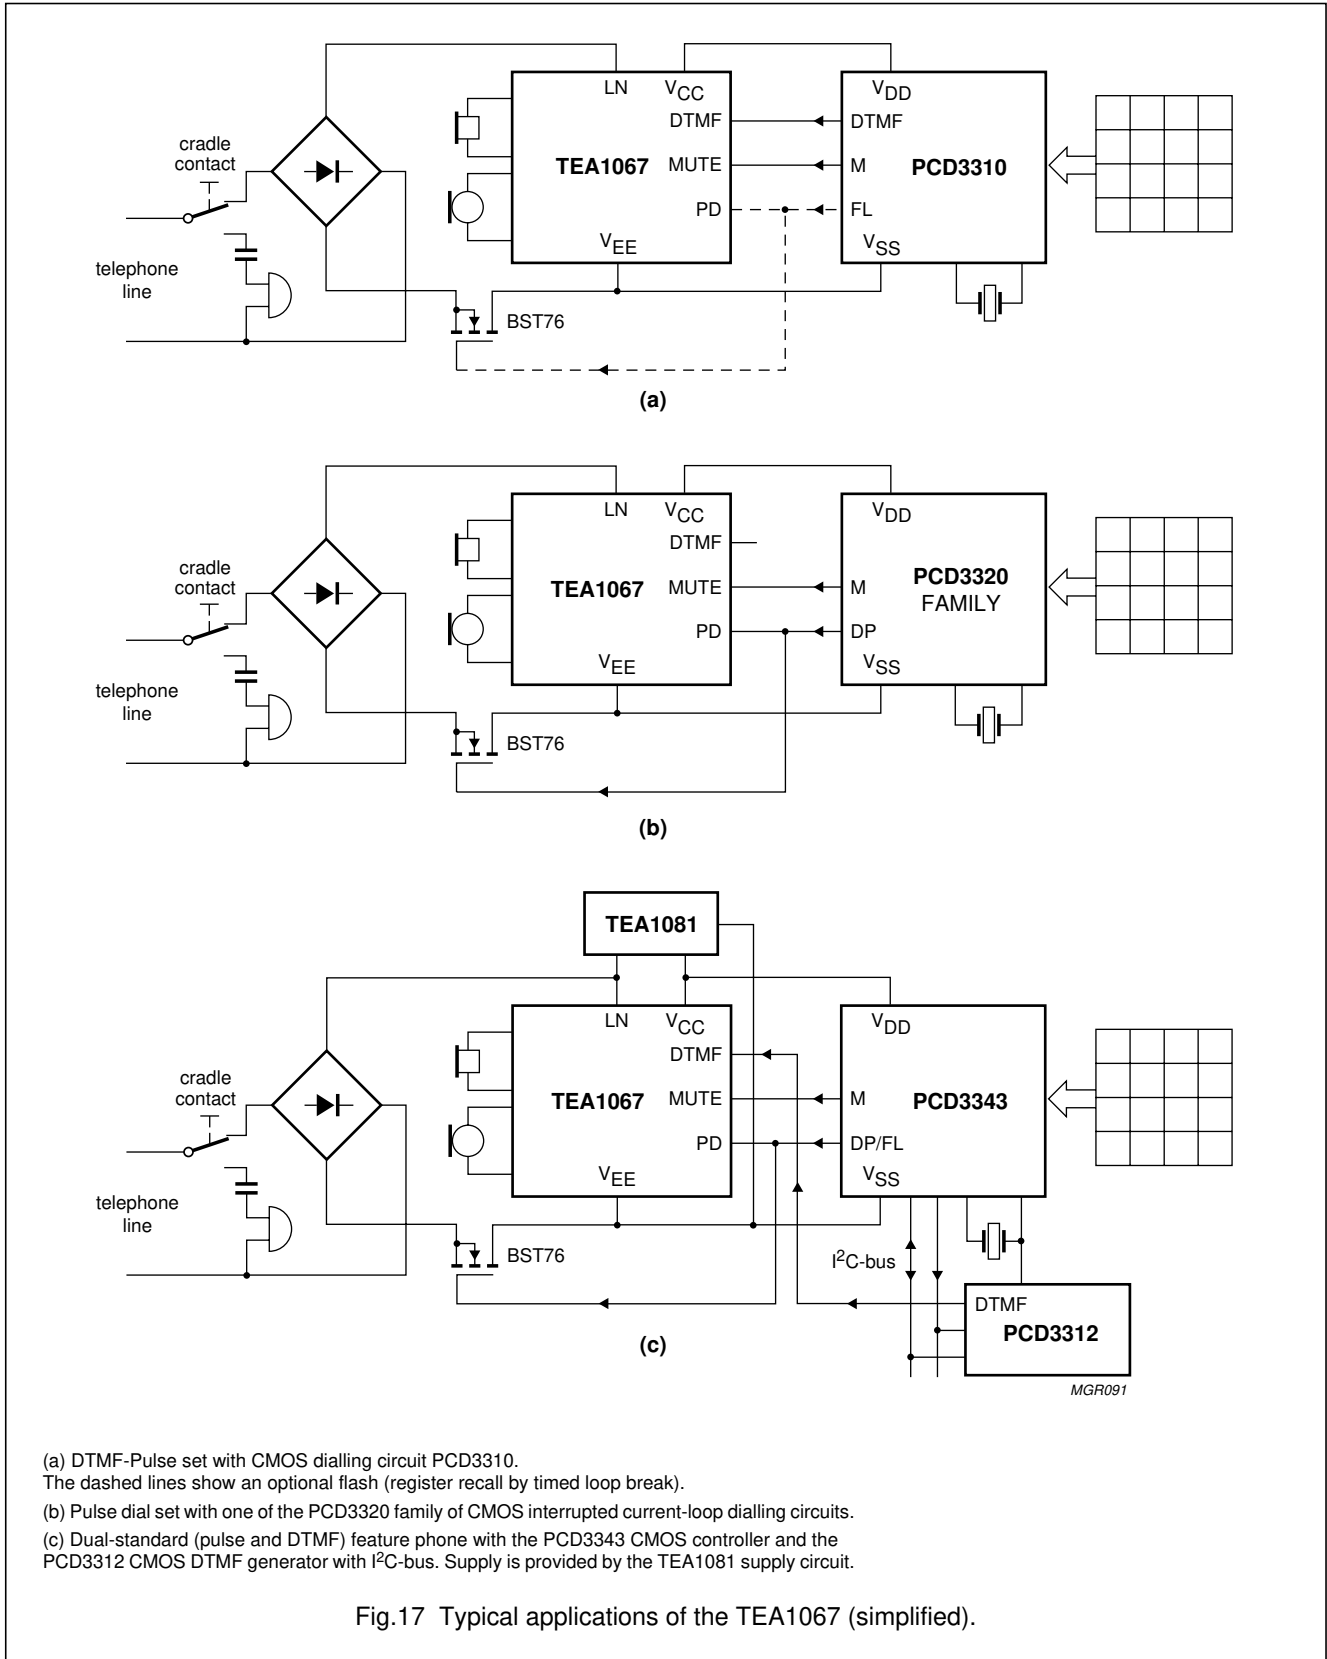 cradle
contact
telephone
line
LN
VCC
DTMF
MUTE
PD
VEE
TEA1067
VDD
DTMF
M
FL
VSS
PCD3310
BST76
(a)
cradle
contact
telephone
line
LN
VCC
DTMF
MUTE
PD
VEE
TEA1067
VDD
M
DP
VSS
PCD3320
FAMILY
BST76
(b)
TEA1081
cradle
contact
telephone
line
LN
VCC
DTMF
MUTE
PD
VEE
TEA1067
VDD
M
DP/FL
VSS
PCD3343
BST76
I²C-bus
DTMF
PCD3312
(c)
MGR091
(a) DTMF-Pulse set with CMOS dialling circuit PCD3310.
The dashed lines show an optional flash (register recall by timed loop break).
(b) Pulse dial set with one of the PCD3320 family of CMOS interrupted current-loop dialling circuits.
(c) Dual-standard (pulse and DTMF) feature phone with the PCD3343 CMOS controller and the
PCD3312 CMOS DTMF generator with I²C-bus. Supply is provided by the TEA1081 supply circuit.
Fig.17 Typical applications of the TEA1067 (simplified).